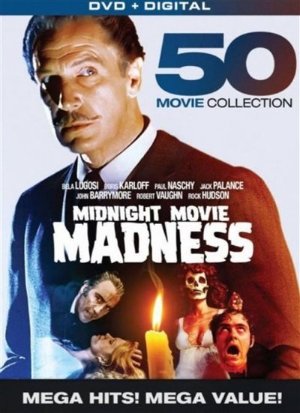 DVD + DIGITAL
50
MOVIE COLLECTION
BELA LOGOSI BORIS KARLOFF PAUL NASCHY JACK PALANCE
JOHN BARRYMORE ROBERT VAUGHN ROCK HUDSON
MIDNIGHT MOVIE
MADNESS
MEGA HITS! MEGA VALUE!